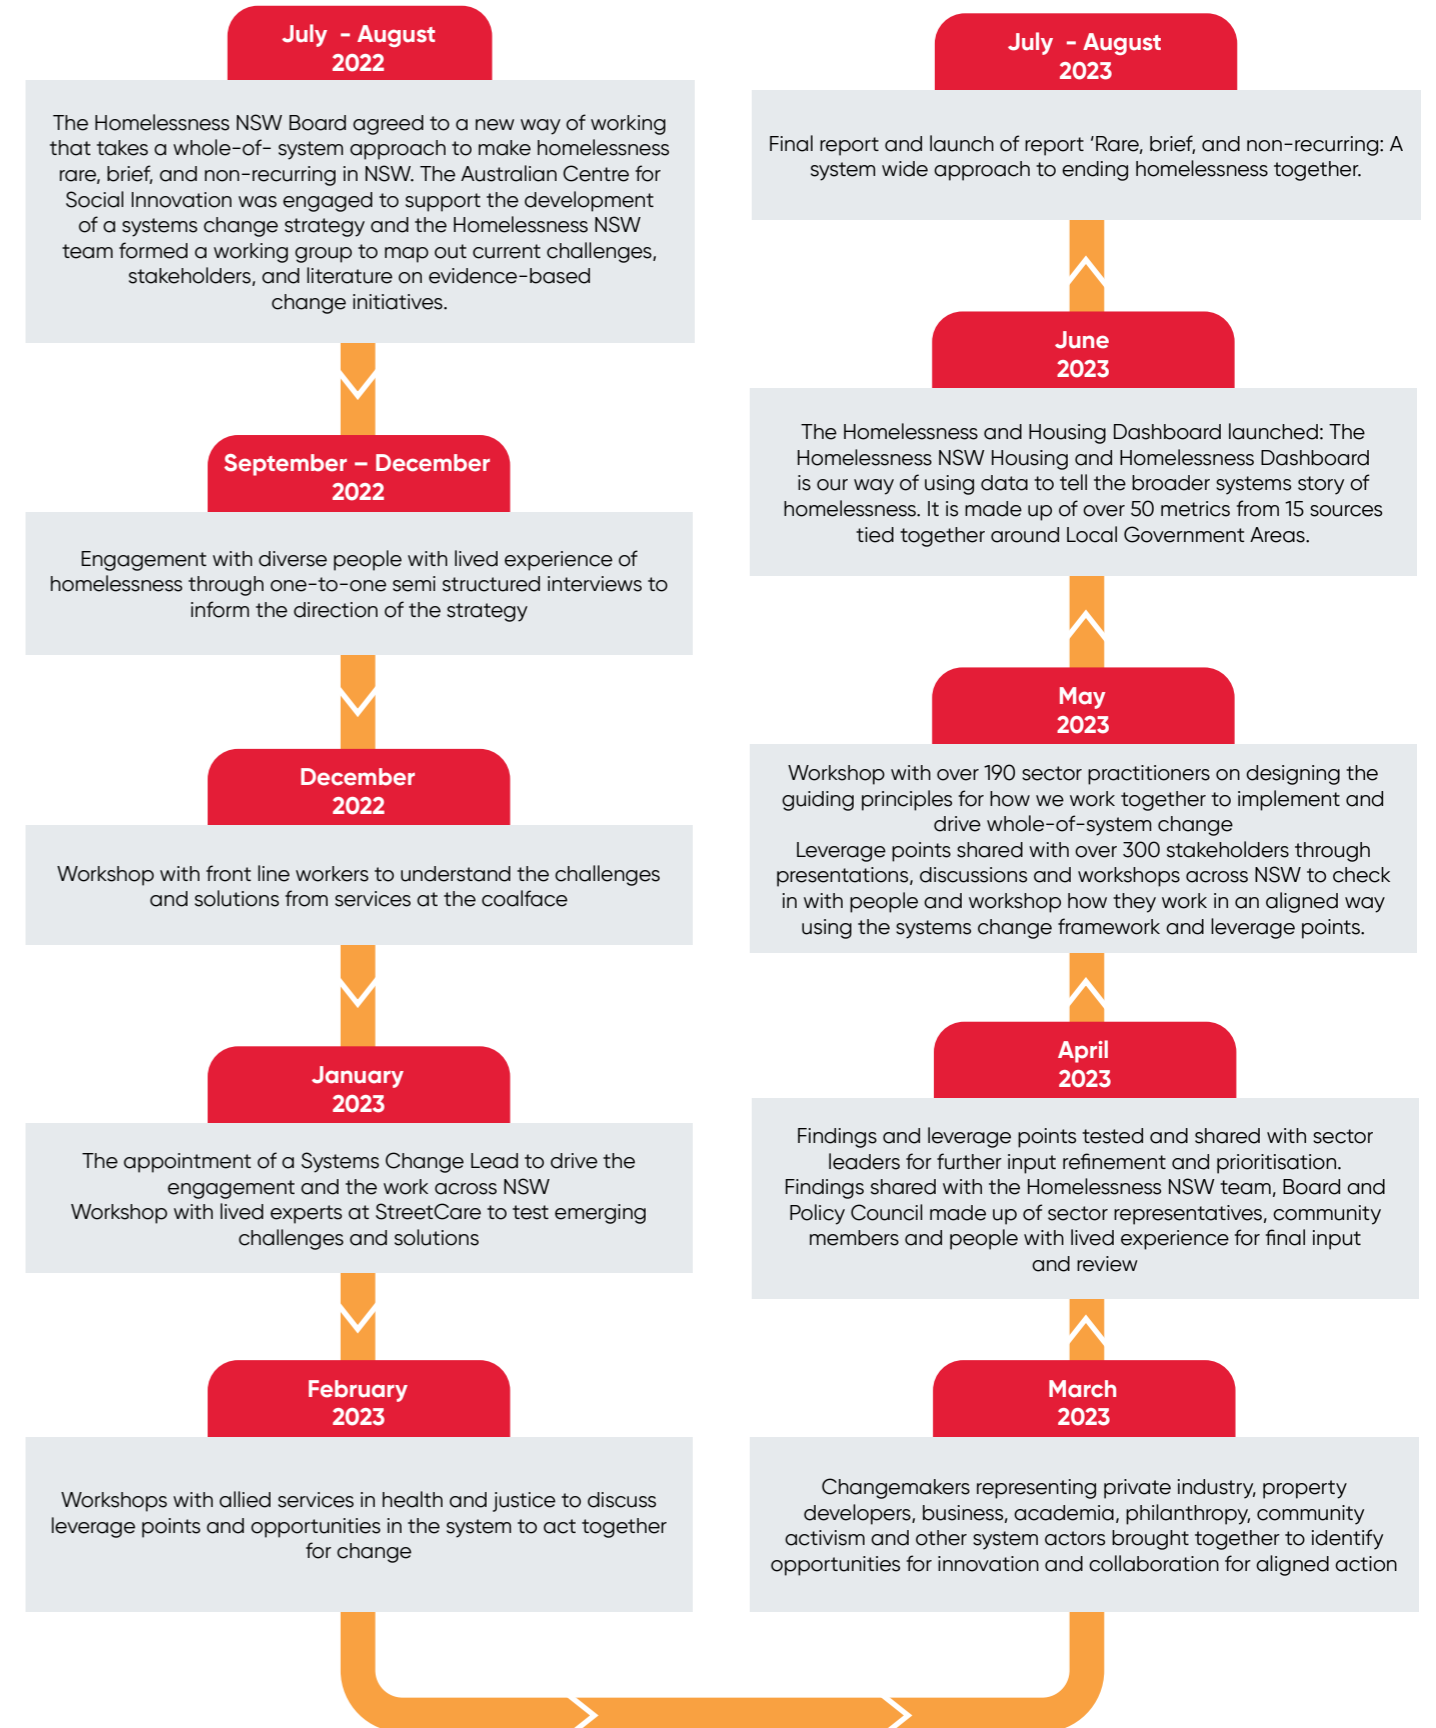 July - August
2022
The Homelessness NSW Board agreed to a new way of working
that takes a whole-of- system approach to make homelessness
rare, brief, and non-recurring in NSW. The Australian Centre for
Social Innovation was engaged to support the development
of a systems change strategy and the Homelessness NSW
team formed a working group to map out current challenges,
stakeholders, and literature on evidence-based
change initiatives.
September – December
2022
Engagement with diverse people with lived experience of
homelessness through one-to-one semi structured interviews to
inform the direction of the strategy
December
2022
Workshop with front line workers to understand the challenges
and solutions from services at the coalface
January
2023
The appointment of a Systems Change Lead to drive the
engagement and the work across NSW
Workshop with lived experts at StreetCare to test emerging
challenges and solutions
February
2023
Workshops with allied services in health and justice to discuss
leverage points and opportunities in the system to act together
for change
March
2023
Changemakers representing private industry, property
developers, business, academia, philanthropy, community
activism and other system actors brought together to identify
opportunities for innovation and collaboration for aligned action
April
2023
Findings and leverage points tested and shared with sector
leaders for further input refinement and prioritisation.
Findings shared with the Homelessness NSW team, Board and
Policy Council made up of sector representatives, community
members and people with lived experience for final input
and review
May
2023
Workshop with over 190 sector practitioners on designing the
guiding principles for how we work together to implement and
drive whole-of-system change
Leverage points shared with over 300 stakeholders through
presentations, discussions and workshops across NSW to check
in with people and workshop how they work in an aligned way
using the systems change framework and leverage points.
June
2023
The Homelessness and Housing Dashboard launched: The
Homelessness NSW Housing and Homelessness Dashboard
is our way of using data to tell the broader systems story of
homelessness. It is made up of over 50 metrics from 15 sources
tied together around Local Government Areas.
July - August
2023
Final report and launch of report ‘Rare, brief, and non-recurring: A
system wide approach to ending homelessness together.